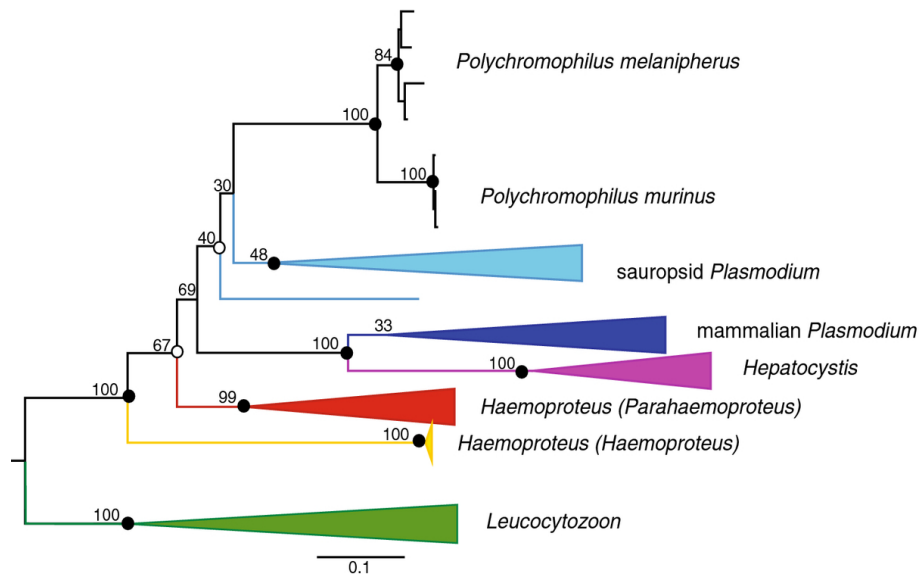 84
Polychromophilus melanipherus
100
100
Polychromophilus murinus
30
40
48
sauropsid Plasmodium
69
33
mammalian Plasmodium
67
100
100
Hepatocystis
100
99
Haemoproteus (Parahaemoproteus)
100
Haemoproteus (Haemoproteus)
100
Leucocytozoon
0.1